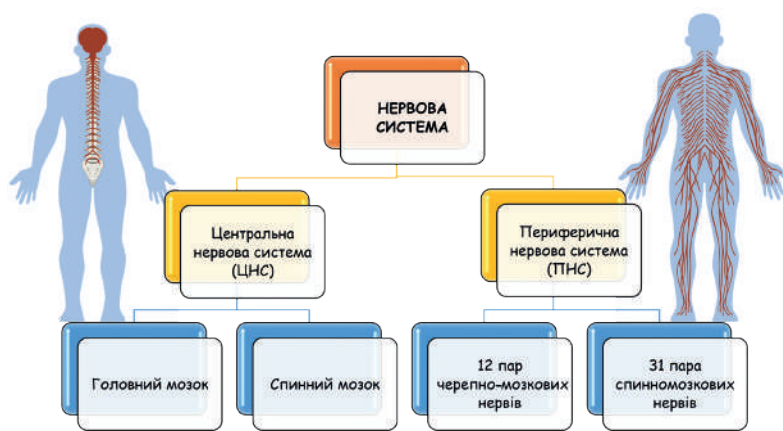 НЕРВОВА
СИСТЕМА
Центральна
нервова система
(ЦНС)
Периферична
нервова система
(ПНС)
Головний мозок
Спинний мозок
12 пар
черепно-мозкових
нервів
31 пара
спинномозкових
нервів